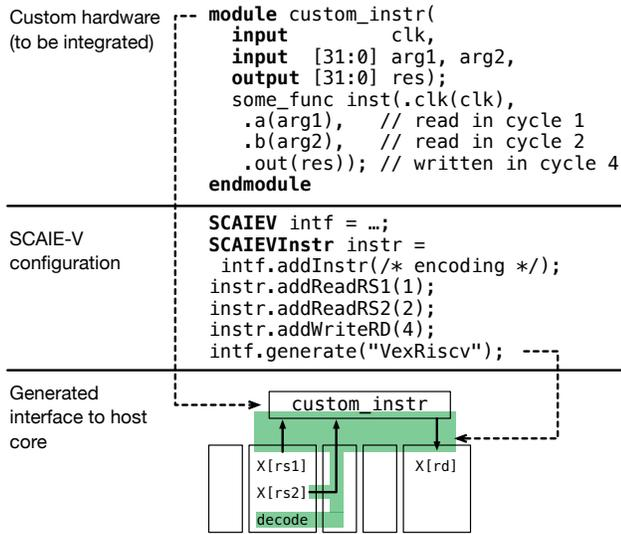 Custom hardware
(to be integrated)
module custom_instr(
input clk,
input [31:0] arg1, arg2,
output [31:0] res);
some_func inst(.clk(clk),
.a(arg1), // read in cycle 1
.b(arg2), // read in cycle 2
.out(res)); // written in cycle 4
endmodule
SCAIE-V
configuration
SCAIEV intf = …;
SCAIEVInstr instr =
intf.addInstr(/* encoding */);
instr.addReadRS1(1);
instr.addReadRS2(2);
instr.addWriteRD(4);
intf.generate("VexRiscv");
Generated
interface to host
core
custom_instr
X[rs1]
X[rd]
X[rs2]
decode